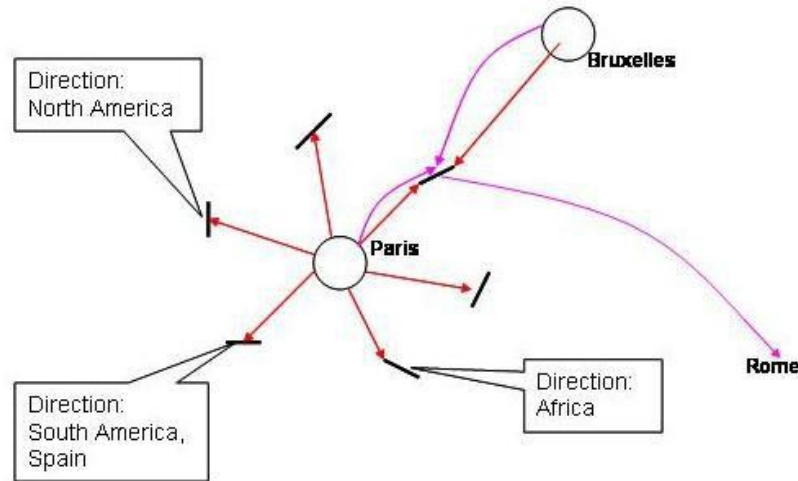 Bruxelles
Direction:
North America
Paris
Rome
Direction:
Africa
Direction:
South America,
Spain